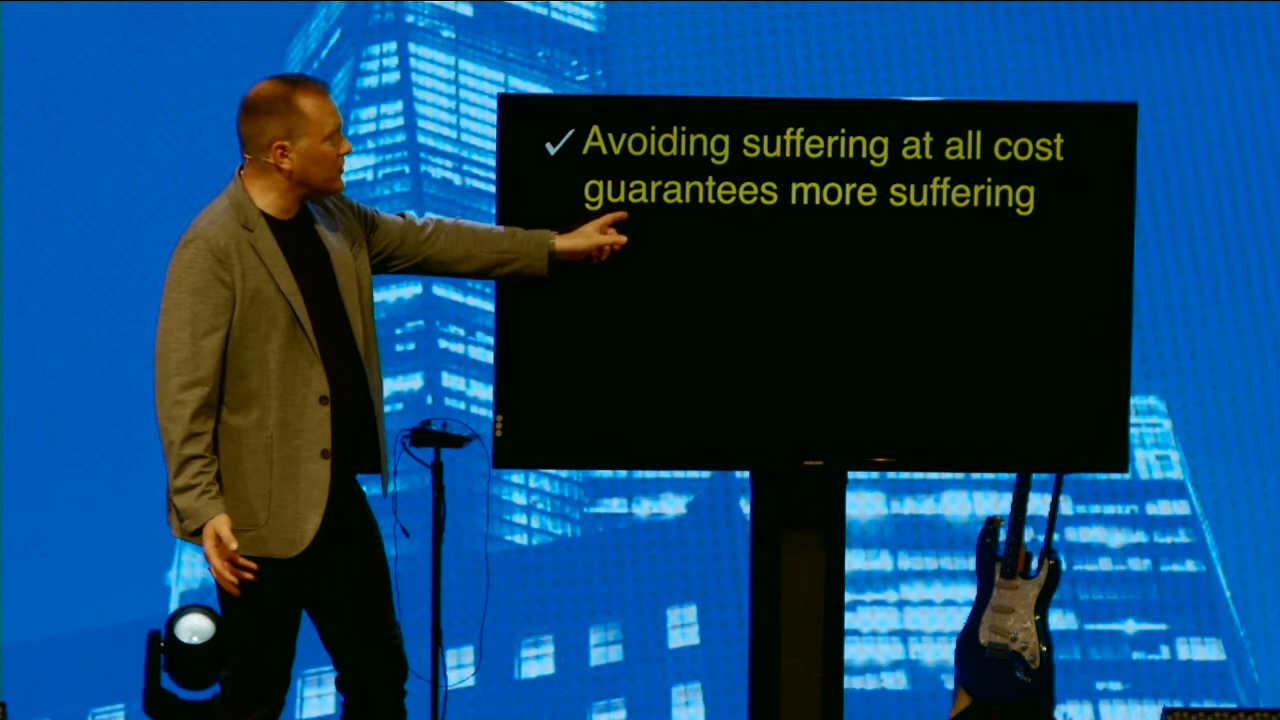 ✓ Avoiding suffering at all cost
guarantees more suffering